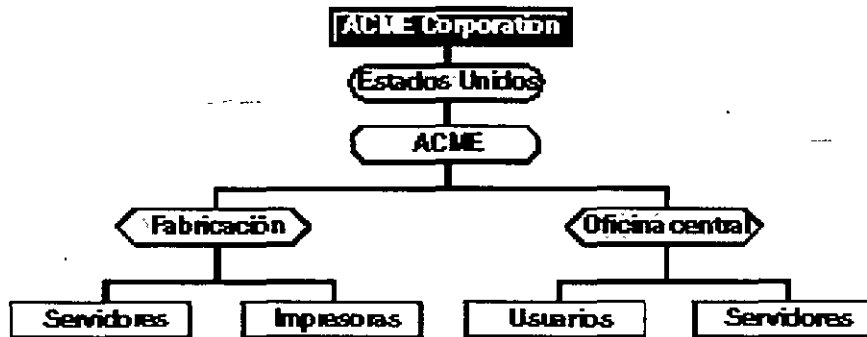 ACME Corporation
Estados Unidos
ACME
Fabricación
Oficina central
Servidores
Impresoras
Usuarios
Servidores